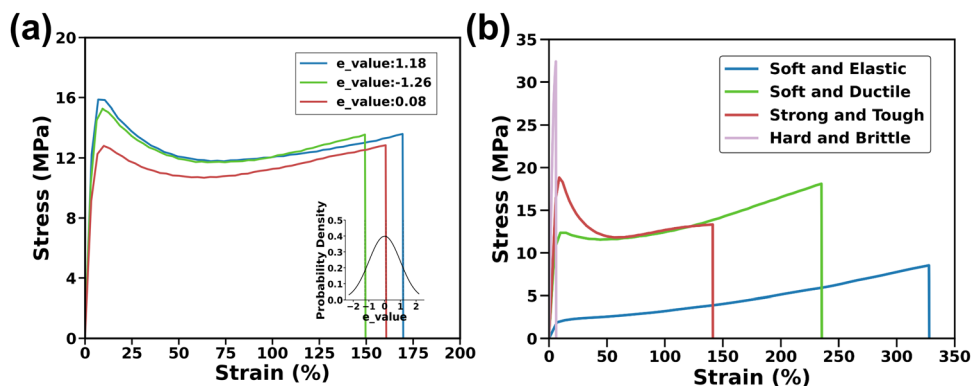 (a)
20
16
12
8
4
0
Stress (MPa)
0 25 50 75 100 125 150 175 200
Strain (%)
e_value:1.18
e_value:-1.26
e_value:0.08
Probability Density
0.5
0.4
0.3
0.2
0.1
0.0
−2 −1 0 1 2
e_value
(b)
35
30
25
20
15
10
5
0
Stress (MPa)
0 50 100 150 200 250 300 350
Strain (%)
Soft and Elastic
Soft and Ductile
Strong and Tough
Hard and Brittle